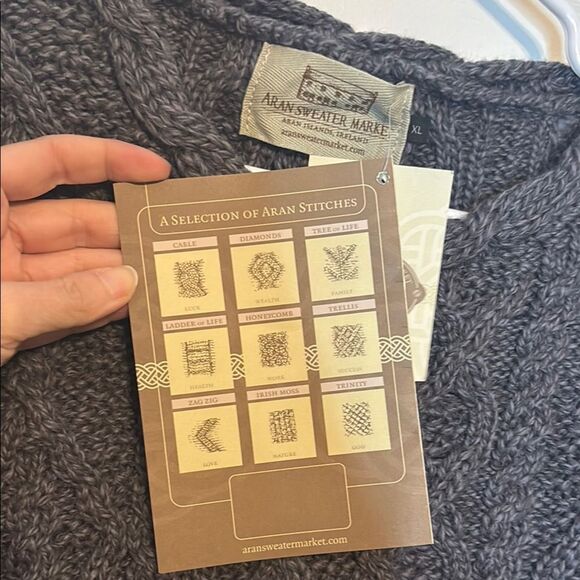 ARAN SWEATER MARKE
ARAN ISLANDS, IRELAND
aransweatermarket.com
XL
A SELECTION OF ARAN STITCHES
CABLE
LUCK
DIAMONDS
WEALTH
TREE OF LIFE
FAMILY
LADDER OF LIFE
HEALTH
HONEYCOMB
WORK
TRELLIS
SUCCESS
ZAG ZIG
LOVE
IRISH MOSS
NATURE
TRINITY
GOD
aransweatermarket.com